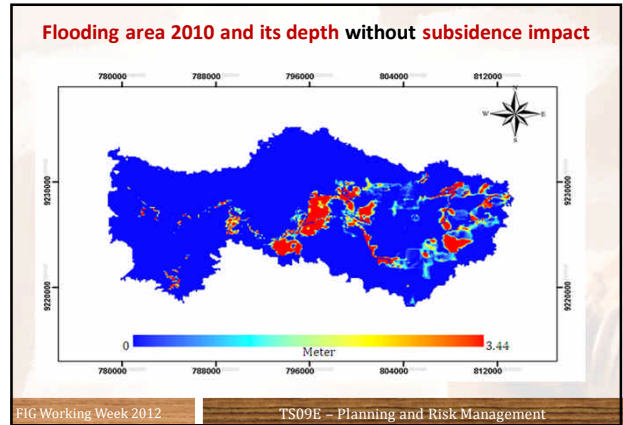 Flooding area 2010 and its depth without subsidence impact
780000 788000 796000 804000 812000
N
W E
S
9230000 9230000
9220000 9220000
0 3.44
Meter
780000 788000 796000 804000 812000
FIG Working Week 2012 TS09E – Planning and Risk Management